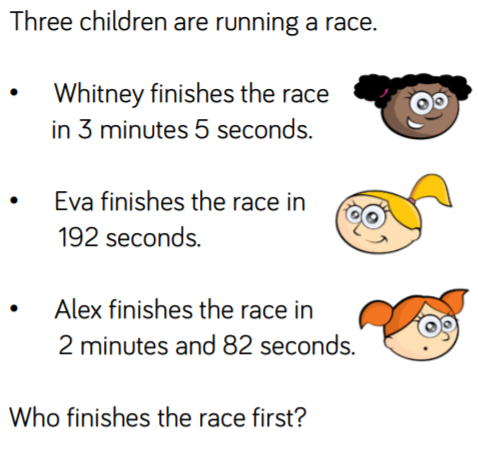 Three children are running a race.
• Whitney finishes the race
in 3 minutes 5 seconds.
• Eva finishes the race in
192 seconds.
• Alex finishes the race in
2 minutes and 82 seconds.
Who finishes the race first?